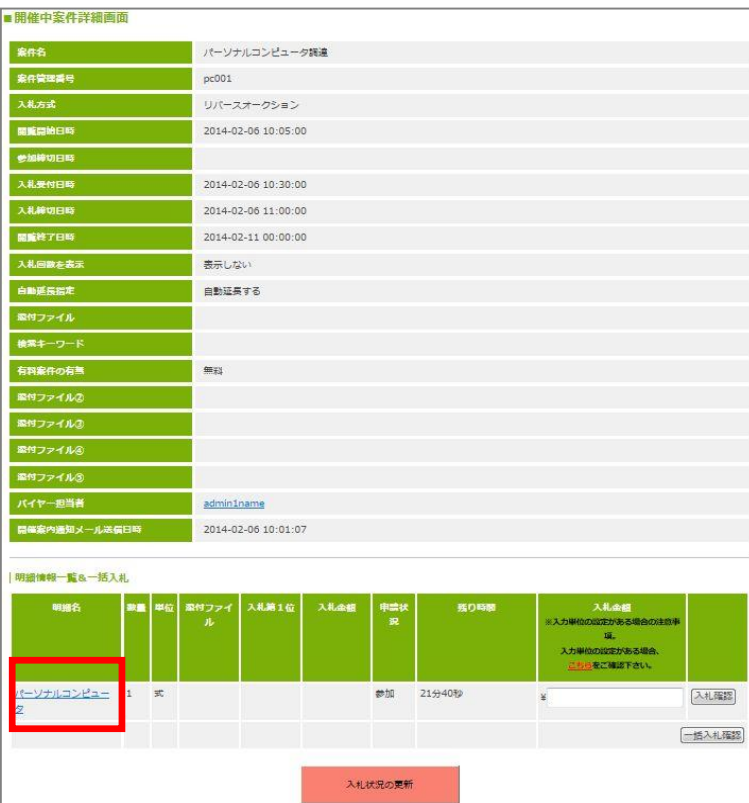 ■開催中案件詳細画面
案件名 パーソナルコンピュータ調達
案件管理番号 pc001
入札方式 リバースオークション
閲覧開始日時 2014-02-06 10:05:00
参加締切日時
入札受付日時 2014-02-06 10:30:00
入札締切日時 2014-02-06 11:00:00
閲覧終了日時 2014-02-11 00:00:00
入札回数を表示 表示しない
自動延長指定 自動延長する
添付ファイル
検索キーワード
有料案件の有無 無料
添付ファイル②
添付ファイル③
添付ファイル④
添付ファイル⑤
バイヤー担当者 admin1name
開催案内通知メール送信日時 2014-02-06 10:01:07
明細情報一覧&一括入札
明細名 数量 単位 添付ファイ 入札第1位 入札金額 申請状 残り時間 入札金額
ル 況 ※入力単位の設定がある場合の注意事
項。
入力単位の設定がある場合、
こちらをご確認下さい。
パーソナルコンピュー 1 式 参加 21分40秒 ¥ 入札確認
タ
一括入札確認
入札状況の更新